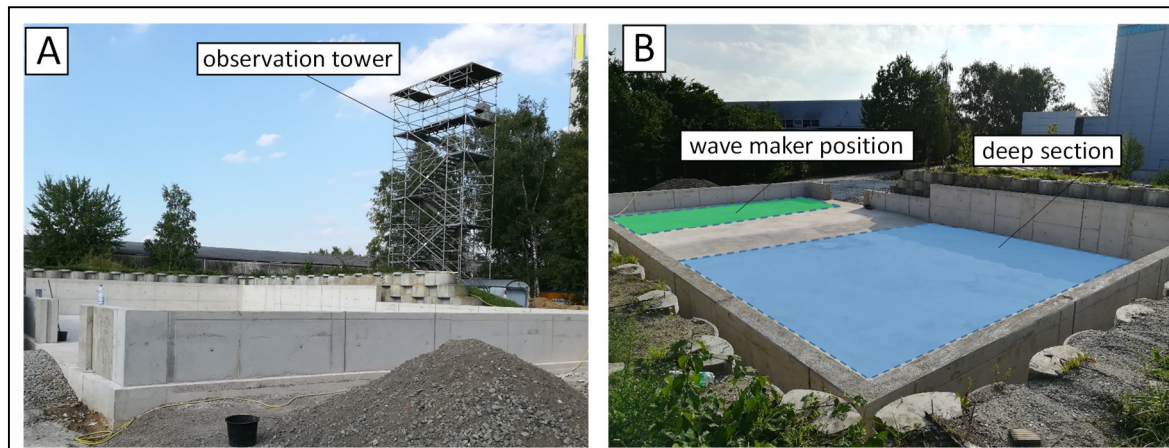 A
observation tower
B
wave maker position
deep section